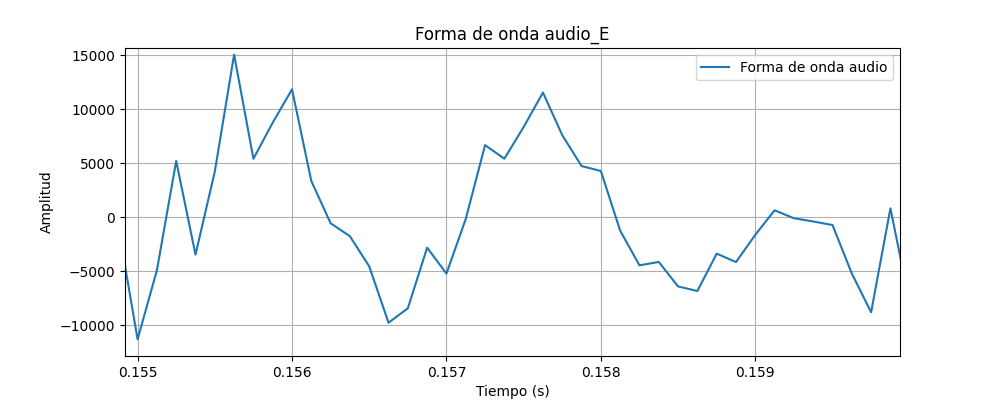 Forma de onda audio_E
Forma de onda audio
15000
10000
5000
0
−5000
−10000
Amplitud
0.155
0.156
0.157
0.158
0.159
Tiempo (s)